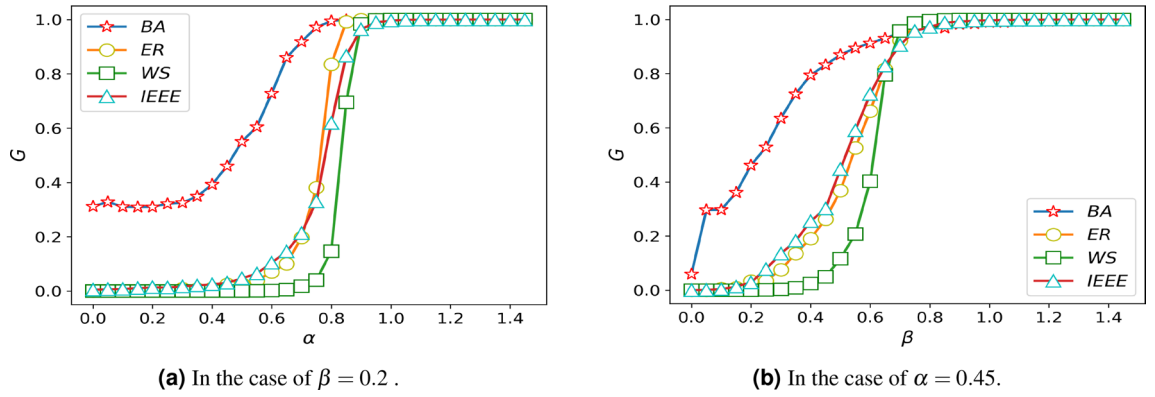 1.0
0.8
0.6
0.4
0.2
0.0
G
BA
ER
WS
IEEE
0.0 0.2 0.4 0.6 0.8 1.0 1.2 1.4
α
(a) In the case of β = 0.2 .
1.0
0.8
0.6
0.4
0.2
0.0
G
BA
ER
WS
IEEE
0.0 0.2 0.4 0.6 0.8 1.0 1.2 1.4
β
(b) In the case of α = 0.45.